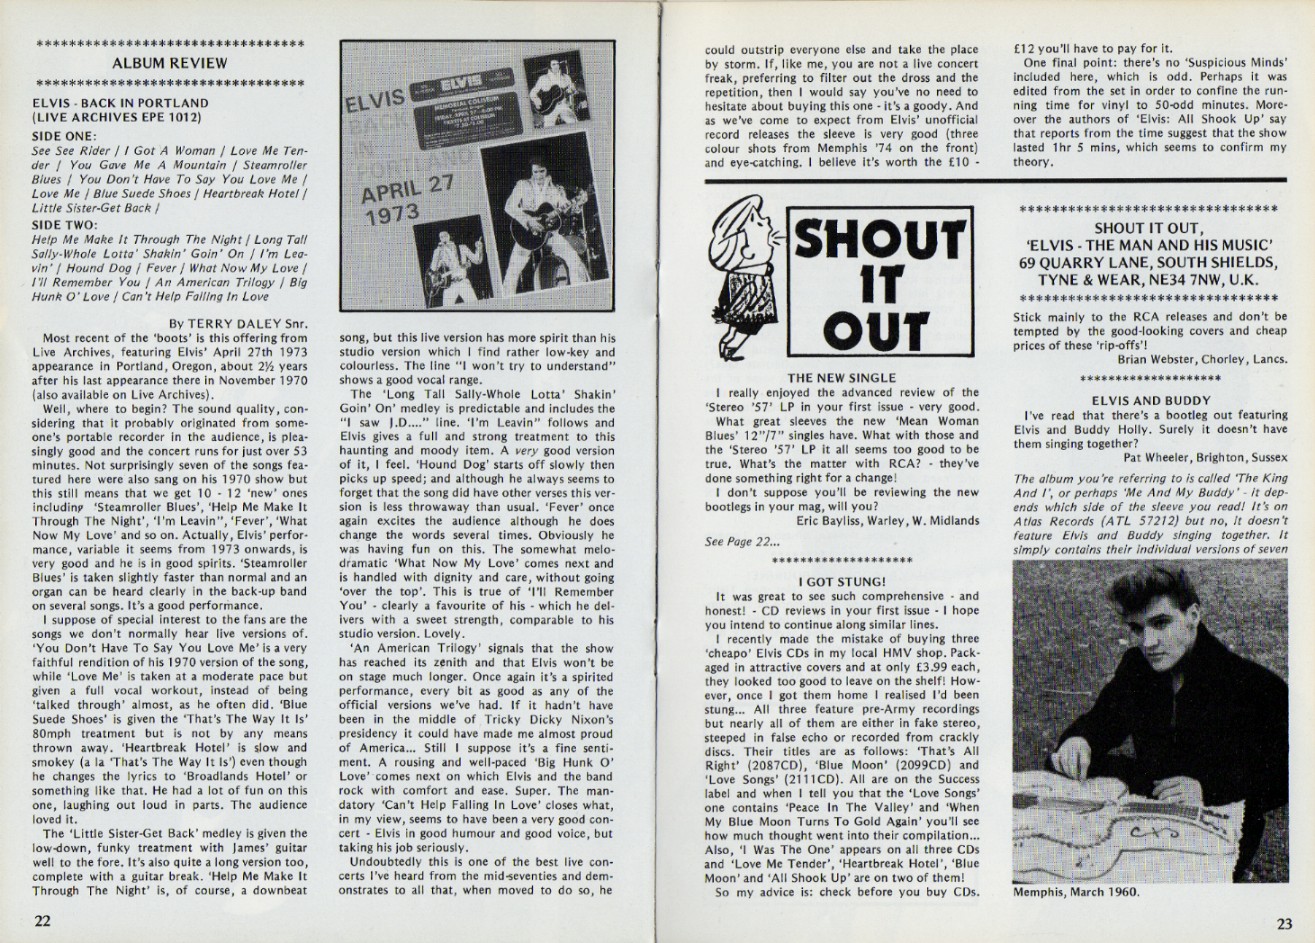 *********************************
ALBUM REVIEW
*********************************
ELVIS - BACK IN PORTLAND
(LIVE ARCHIVES EPE 1012)
SIDE ONE:
See See Rider / I Got A Woman / Love Me Ten-
der / You Gave Me A Mountain / Steamroller
Blues / You Don't Have To Say You Love Me /
Love Me / Blue Suede Shoes / Heartbreak Hotel /
Little Sister-Get Back /
SIDE TWO:
Help Me Make It Through The Night / Long Tall
Sally-Whole Lotta' Shakin' Goin' On / I'm Lea-
vin' / Hound Dog / Fever / What Now My Love /
I'll Remember You / An American Trilogy / Big
Hunk O' Love / Can't Help Falling In Love
By TERRY DALEY Snr.
Most recent of the 'boots' is this offering from
Live Archives, featuring Elvis' April 27th 1973
appearance in Portland, Oregon, about 2½ years
after his last appearance there in November 1970
(also available on Live Archives).
Well, where to begin? The sound quality, con-
sidering that it probably originated from some-
one's portable recorder in the audience, is plea-
singly good and the concert runs for just over 53
minutes. Not surprisingly seven of the songs fea-
tured here were also sang on his 1970 show but
this still means that we get 10 - 12 'new' ones
including 'Steamroller Blues', 'Help Me Make It
Through The Night', 'I'm Leavin'', 'Fever', 'What
Now My Love' and so on. Actually, Elvis' perfor-
mance, variable it seems from 1973 onwards, is
very good and he is in good spirits. 'Steamroller
Blues' is taken slightly faster than normal and an
organ can be heard clearly in the back-up band
on several songs. It's a good performance.
I suppose of special interest to the fans are the
songs we don't normally hear live versions of.
'You Don't Have To Say You Love Me' is a very
faithful rendition of his 1970 version of the song,
while 'Love Me' is taken at a moderate pace but
given a full vocal workout, instead of being
'talked through' almost, as he often did. 'Blue
Suede Shoes' is given the 'That's The Way It Is'
80mph treatment but is not by any means
thrown away. 'Heartbreak Hotel' is slow and
smokey (a la 'That's The Way It Is') even though
he changes the lyrics to 'Broadlands Hotel' or
something like that. He had a lot of fun on this
one, laughing out loud in parts. The audience
loved it.
The 'Little Sister-Get Back' medley is given the
low-down, funky treatment with James' guitar
well to the fore. It's also quite a long version too,
complete with a guitar break. 'Help Me Make It
Through The Night' is, of course, a downbeat
22
ELVIS
BACK
IN
PORTLAND
APRIL 27
1973
ELVIS
MEMORIAL COLISEUM
song, but this live version has more spirit than his
studio version which I find rather low-key and
colourless. The line "I won't try to understand"
shows a good vocal range.
The 'Long Tall Sally-Whole Lotta' Shakin'
Goin' On' medley is predictable and includes the
"I saw J.D...." line. 'I'm Leavin'' follows and
Elvis gives a full and strong treatment to this
haunting and moody item. A very good version
of it, I feel. 'Hound Dog' starts off slowly then
picks up speed; and although he always seems to
forget that the song did have other verses this ver-
sion is less throwaway than usual. 'Fever' once
again excites the audience although he does
change the words several times. Obviously he
was having fun on this. The somewhat melo-
dramatic 'What Now My Love' comes next and
is handled with dignity and care, without going
'over the top'. This is true of 'I'll Remember
You' - clearly a favourite of his - which he del-
ivers with a sweet strength, comparable to his
studio version. Lovely.
'An American Trilogy' signals that the show
has reached its zenith and that Elvis won't be
on stage much longer. Once again it's a spirited
performance, every bit as good as any of the
official versions we've had. If it hadn't have
been in the middle of Tricky Dicky Nixon's
presidency it could have made me almost proud
of America... Still I suppose it's a fine senti-
ment. A rousing and well-paced 'Big Hunk O'
Love' comes next on which Elvis and the band
rock with comfort and ease. Super. The man-
datory 'Can't Help Falling In Love' closes what,
in my view, seems to have been a very good con-
cert - Elvis in good humour and good voice, but
taking his job seriously.
Undoubtedly this is one of the best live con-
certs I've heard from the mid-seventies and dem-
onstrates to all that, when moved to do so, he
could outstrip everyone else and take the place
by storm. If, like me, you are not a live concert
freak, preferring to filter out the dross and the
repetition, then I would say you've no need to
hesitate about buying this one - it's a goody. And
as we've come to expect from Elvis' unofficial
record releases the sleeve is very good (three
colour shots from Memphis '74 on the front)
and eye-catching. I believe it's worth the £10 -
£12 you'll have to pay for it.
One final point: there's no 'Suspicious Minds'
included here, which is odd. Perhaps it was
edited from the set in order to confine the run-
ning time for vinyl to 50-odd minutes. More-
over the authors of 'Elvis: All Shook Up' say
that reports from the time suggest that the show
lasted 1hr 5 mins, which seems to confirm my
theory.
SHOUT
IT
OUT
THE NEW SINGLE
I really enjoyed the advanced review of the
'Stereo '57' LP in your first issue - very good.
What great sleeves the new 'Mean Woman
Blues' 12"/7" singles have. What with those and
the 'Stereo '57' LP it all seems too good to be
true. What's the matter with RCA? - they've
done something right for a change!
I don't suppose you'll be reviewing the new
bootlegs in your mag, will you?
Eric Bayliss, Warley, W. Midlands
See Page 22...
********************
I GOT STUNG!
It was great to see such comprehensive - and
honest! - CD reviews in your first issue - I hope
you intend to continue along similar lines.
I recently made the mistake of buying three
'cheapo' Elvis CDs in my local HMV shop. Pack-
aged in attractive covers and at only £3.99 each,
they looked too good to leave on the shelf! How-
ever, once I got them home I realised I'd been
stung... All three feature pre-Army recordings
but nearly all of them are either in fake stereo,
steeped in false echo or recorded from crackly
discs. Their titles are as follows: 'That's All
Right' (2087CD), 'Blue Moon' (2099CD) and
'Love Songs' (2111CD). All are on the Success
label and when I tell you that the 'Love Songs'
one contains 'Peace In The Valley' and 'When
My Blue Moon Turns To Gold Again' you'll see
how much thought went into their compilation...
Also, 'I Was The One' appears on all three CDs
and 'Love Me Tender', 'Heartbreak Hotel', 'Blue
Moon' and 'All Shook Up' are on two of them!
So my advice is: check before you buy CDs.
********************************
SHOUT IT OUT,
'ELVIS - THE MAN AND HIS MUSIC'
69 QUARRY LANE, SOUTH SHIELDS,
TYNE & WEAR, NE34 7NW, U.K.
********************************
Stick mainly to the RCA releases and don't be
tempted by the good-looking covers and cheap
prices of these 'rip-offs'!
Brian Webster, Chorley, Lancs.
********************
ELVIS AND BUDDY
I've read that there's a bootleg out featuring
Elvis and Buddy Holly. Surely it doesn't have
them singing together?
Pat Wheeler, Brighton, Sussex
The album you're referring to is called 'The King
And I', or perhaps 'Me And My Buddy' - it dep-
ends which side of the sleeve you read! It's on
Atlas Records (ATL 57212) but no, it doesn't
feature Elvis and Buddy singing together. It
simply contains their individual versions of seven
Memphis, March 1960.
23